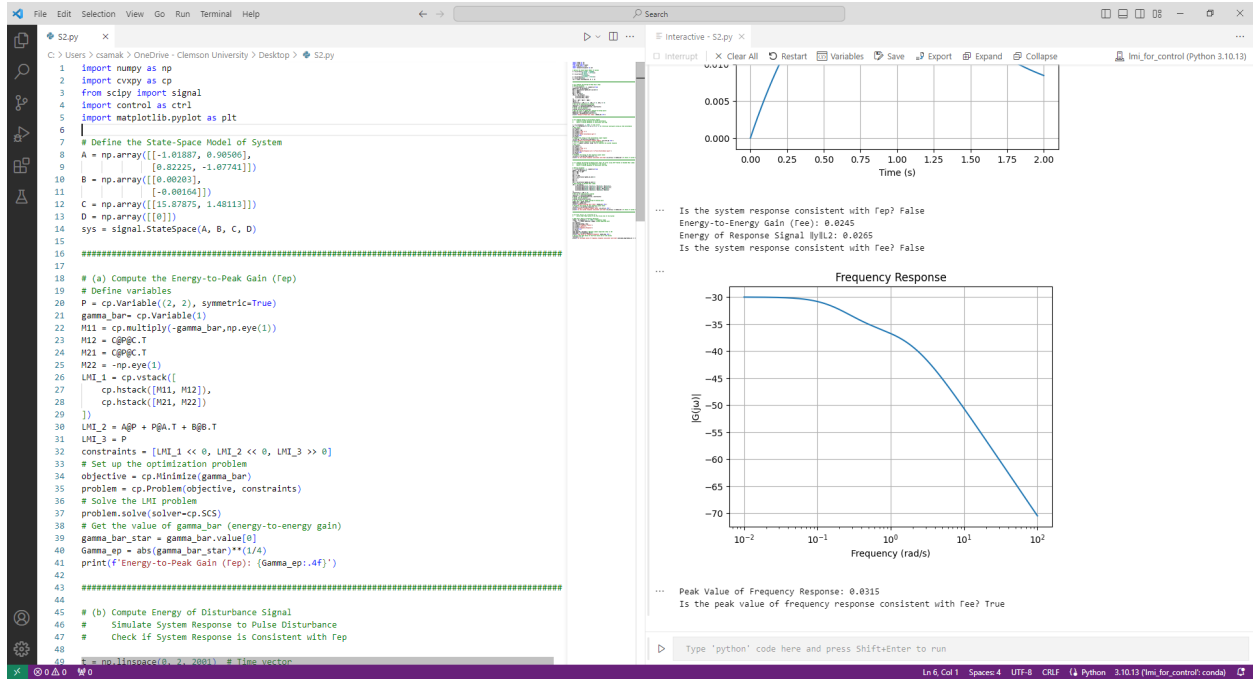 File Edit Selection View Go Run Terminal Help
Search
S2.py
C: > Users > csamak > OneDrive - Clemson University > Desktop > S2.py
1 import numpy as np
2 import cvxpy as cp
3 from scipy import signal
4 import control as ctrl
5 import matplotlib.pyplot as plt
6
7 # Define the State-Space Model of System
8 A = np.array([[-1.01887, 0.90506],
9 [0.82225, -1.07741]])
10 B = np.array([[0.00203],
11 [-0.00164]])
12 C = np.array([[15.87875, 1.48113]])
13 D = np.array([[0]])
14 sys = signal.StateSpace(A, B, C, D)
15
16 ##############################################################################################
17
18 # (a) Compute the Energy-to-Peak Gain (Γep)
19 # Define variables
20 P = cp.Variable((2, 2), symmetric=True)
21 gamma_bar= cp.Variable(1)
22 M11 = cp.multiply(-gamma_bar,np.eye(1))
23 M12 = C@P@C.T
24 M21 = C@P@C.T
25 M22 = -np.eye(1)
26 LMI_1 = cp.vstack([
27 cp.hstack([M11, M12]),
28 cp.hstack([M21, M22])
29 ])
30 LMI_2 = A@P + P@A.T + B@B.T
31 LMI_3 = P
32 constraints = [LMI_1 << 0, LMI_2 << 0, LMI_3 >> 0]
33 # Set up the optimization problem
34 objective = cp.Minimize(gamma_bar)
35 problem = cp.Problem(objective, constraints)
36 # Solve the LMI problem
37 problem.solve(solver=cp.SCS)
38 # Get the value of gamma_bar (energy-to-energy gain)
39 gamma_bar_star = gamma_bar.value[0]
40 Gamma_ep = abs(gamma_bar_star)**(1/4)
41 print(f'Energy-to-Peak Gain (Γep): {Gamma_ep:.4f}')
42
43 ##############################################################################################
44
45 # (b) Compute Energy of Disturbance Signal
46 # Simulate System Response to Pulse Disturbance
47 # Check if System Response is Consistent with Γep
48
49 t = np.linspace(0, 2, 2001) # Time vector
Interactive - S2.py
Interrupt Clear All Restart Variables Save Export Expand Collapse lmi_for_control (Python 3.10.13)
0.010
0.005
0.000
0.00 0.25 0.50 0.75 1.00 1.25 1.50 1.75 2.00
Time (s)
... Is the system response consistent with Γep? False
Energy-to-Energy Gain (Γee): 0.0245
Energy of Response Signal ‖y‖L2: 0.0265
Is the system response consistent with Γee? False
...
Frequency Response
|G(jω)|
−30
−35
−40
−45
−50
−55
−60
−65
−70
10⁻² 10⁻¹ 10⁰ 10¹ 10²
Frequency (rad/s)
... Peak Value of Frequency Response: 0.0315
Is the peak value of frequency response consistent with Γee? True
Type 'python' code here and press Shift+Enter to run
0 0 0 Ln 6, Col 1 Spaces: 4 UTF-8 CRLF Python 3.10.13 ('lmi_for_control': conda)